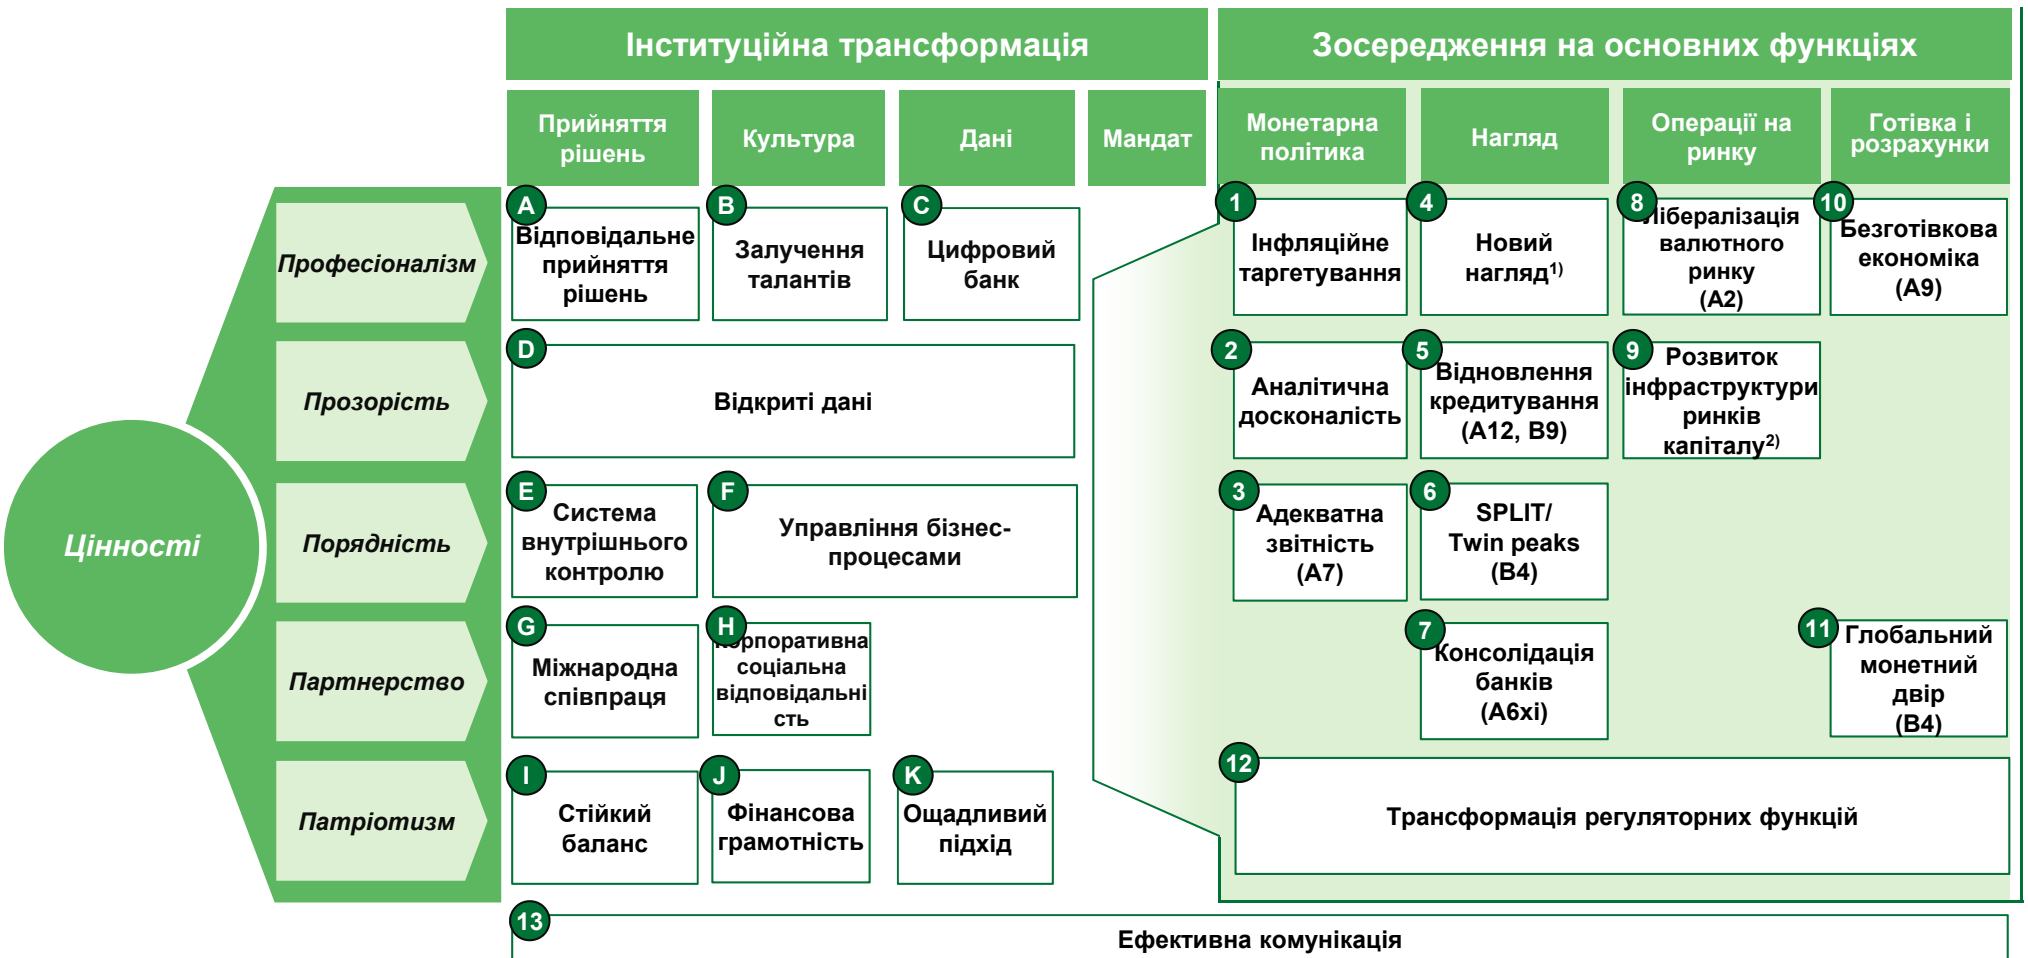 Інституційна трансформація
Зосередження на основних функціях
Прийняття
рішень
Культура
Дані
Мандат
Монетарна
політика
Нагляд
Операції на
ринку
Готівка і
розрахунки
Цінності
Професіоналізм
A
Відповідальне
прийняття
рішень
B
Залучення
талантів
C
Цифровий
банк
1
Інфляційне
таргетування
4
Новий
нагляд1)
8
Лібералізація
валютного
ринку
(A2)
10
Безготівкова
економіка
(A9)
Прозорість
D
Відкриті дані
2
Аналітична
досконалість
5
Відновлення
кредитування
(A12, B9)
9
Розвиток
інфраструктури
ринків
капіталу2)
Порядність
E
Система
внутрішнього
контролю
F
Управління бізнес-
процесами
3
Адекватна
звітність
(A7)
6
SPLIT/
Twin peaks
(B4)
Партнерство
G
Міжнародна
співпраця
H
Корпоративна
соціальна
відповідальні
сть
7
Консолідація
банків
(A6xi)
11
Глобальний
монетний
двір
(B4)
Патріотизм
I
Стійкий
баланс
J
Фінансова
грамотність
K
Ощадливий
підхід
12
Трансформація регуляторних функцій
13
Ефективна комунікація